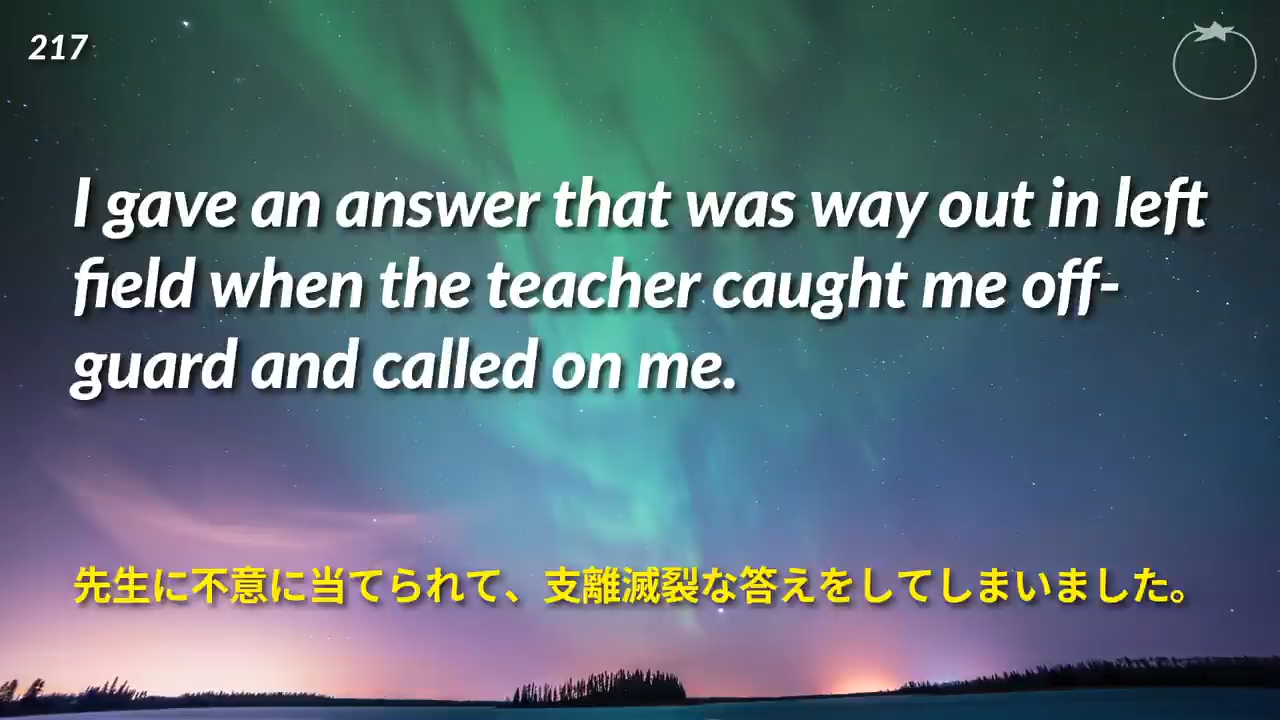 217
I gave an answer that was way out in left
field when the teacher caught me off-
guard and called on me.
先生に不意に当てられて、支離滅裂な答えをしてしまいました。